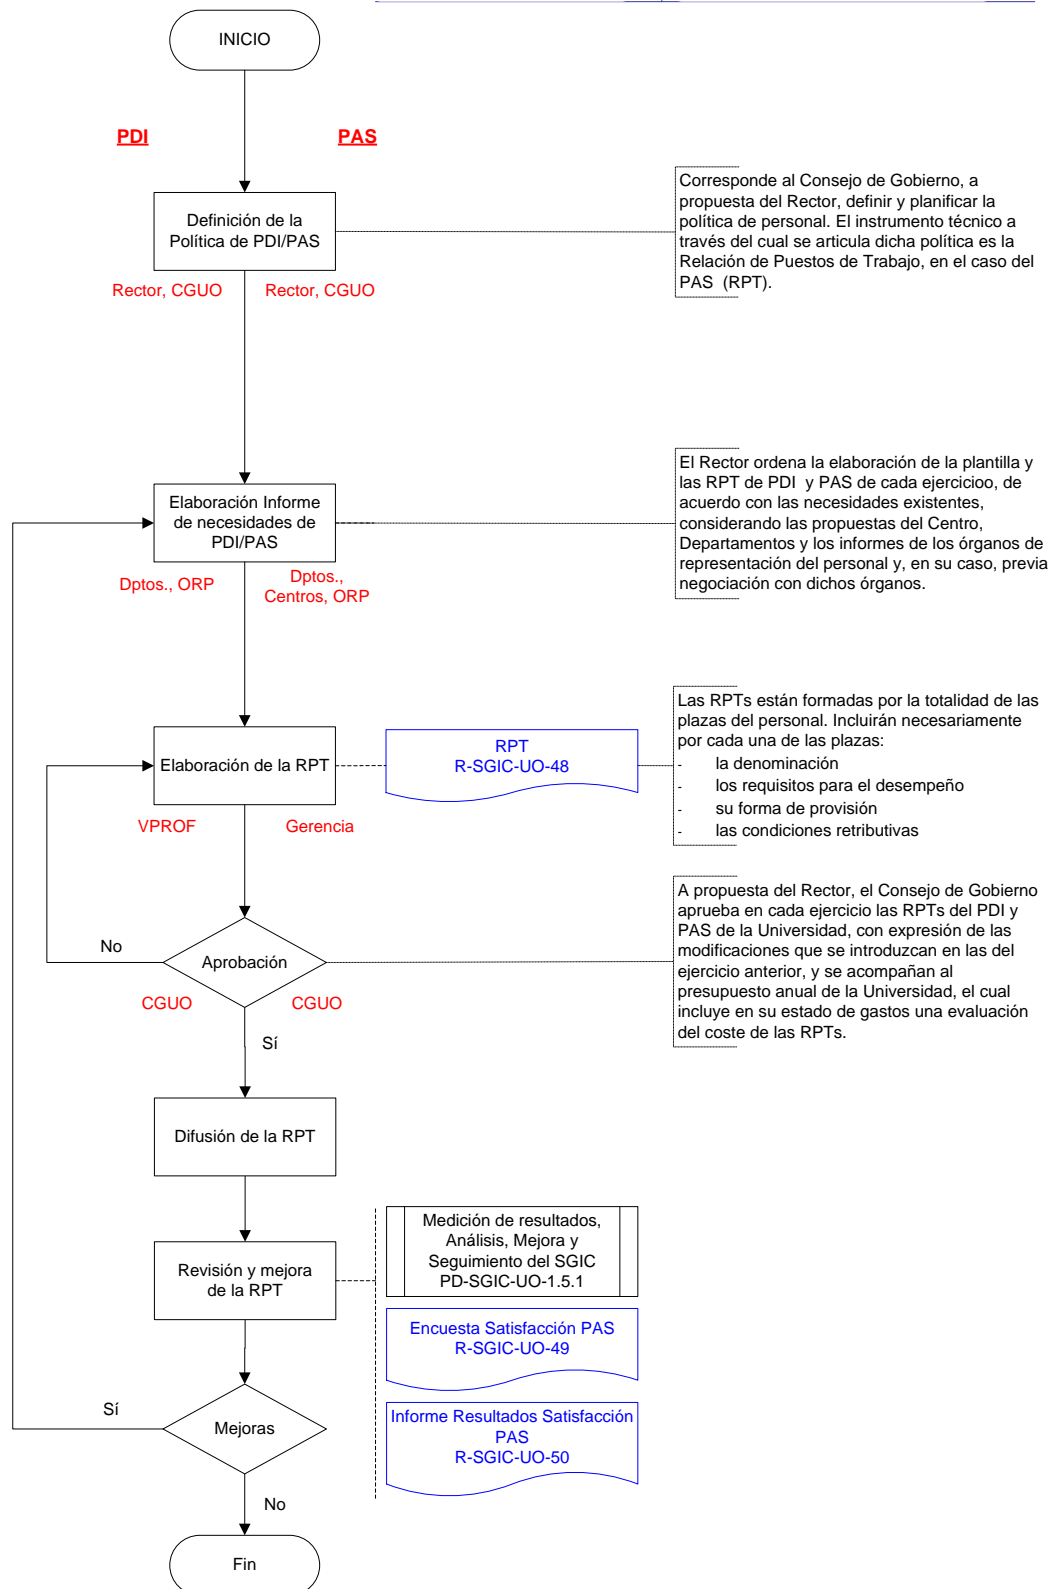 INICIO
PDI
PAS
Definición de la
Política de PDI/PAS
Rector, CGUO
Rector, CGUO
Corresponde al Consejo de Gobierno, a
propuesta del Rector, definir y planificar la
política de personal. El instrumento técnico a
través del cual se articula dicha política es la
Relación de Puestos de Trabajo, en el caso del
PAS  (RPT).
Elaboración Informe
de necesidades de
PDI/PAS
Dptos., ORP
Dptos.,
Centros, ORP
El Rector ordena la elaboración de la plantilla y
las RPT de PDI  y PAS de cada ejercicioo, de
acuerdo con las necesidades existentes,
considerando las propuestas del Centro,
Departamentos y los informes de los órganos de
representación del personal y, en su caso, previa
negociación con dichos órganos.
Elaboración de la RPT
VPROF
Gerencia
RPT
R-SGIC-UO-48
Las RPTs están formadas por la totalidad de las
plazas del personal. Incluirán necesariamente
por cada una de las plazas:
- la denominación
- los requisitos para el desempeño
- su forma de provisión
- las condiciones retributivas
No
Aprobación
CGUO
CGUO
Sí
A propuesta del Rector, el Consejo de Gobierno
aprueba en cada ejercicio las RPTs del PDI y
PAS de la Universidad, con expresión de las
modificaciones que se introduzcan en las del
ejercicio anterior, y se acompañan al
presupuesto anual de la Universidad, el cual
incluye en su estado de gastos una evaluación
del coste de las RPTs.
Difusión de la RPT
Revisión y mejora
de la RPT
Medición de resultados,
Análisis, Mejora y
Seguimiento del SGIC
PD-SGIC-UO-1.5.1
Encuesta Satisfacción PAS
R-SGIC-UO-49
Informe Resultados Satisfacción
PAS
R-SGIC-UO-50
Sí
Mejoras
No
Fin